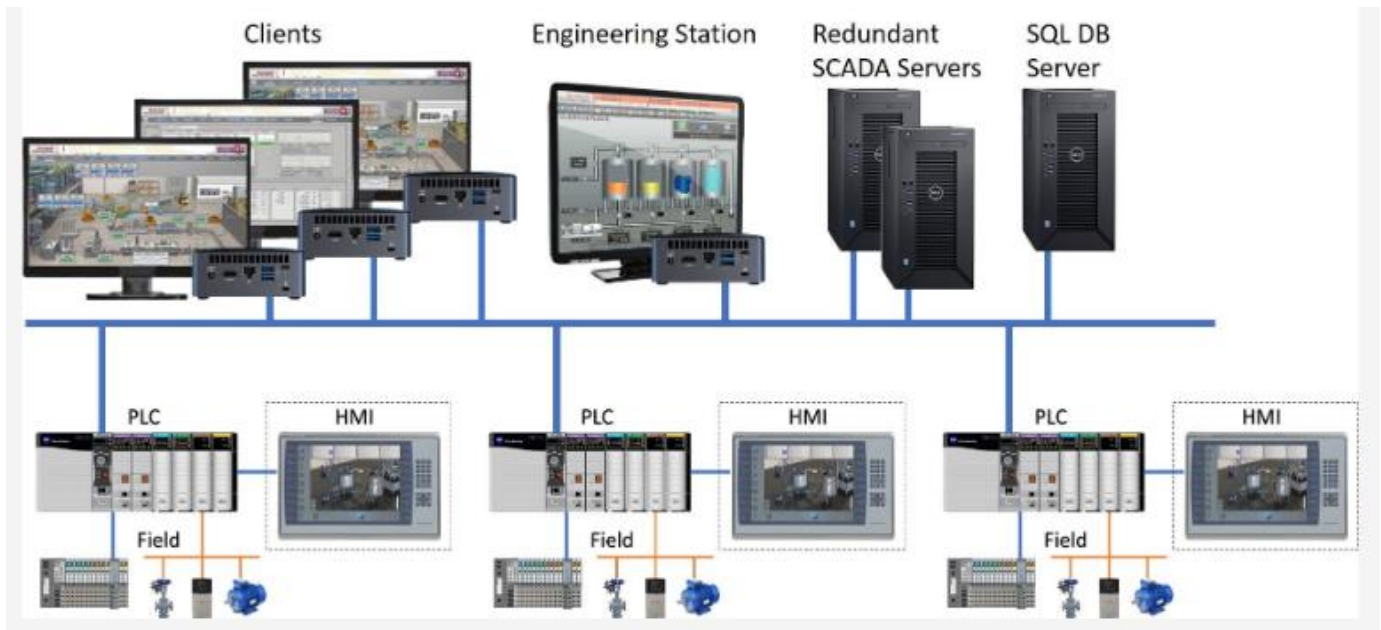 Clients
Engineering Station
Redundant
SCADA Servers
SQL DB
Server
PLC
HMI
PLC
HMI
PLC
HMI
Field
Field
Field